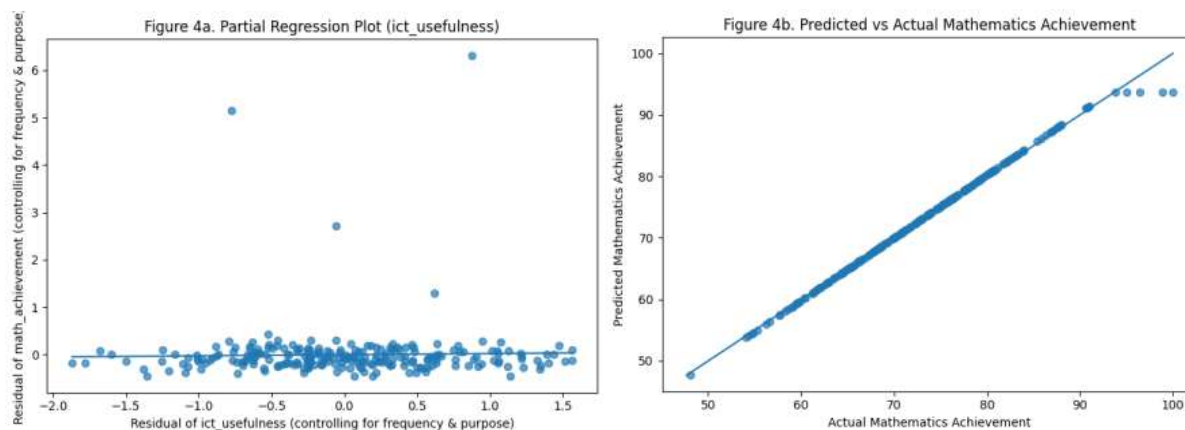 Figure 4a. Partial Regression Plot (ict_usefulness)
Residual of math_achievement (controlling for frequency & purpose)
6
5
4
3
2
1
0
−2.0 −1.5 −1.0 −0.5 0.0 0.5 1.0 1.5
Residual of ict_usefulness (controlling for frequency & purpose)
Figure 4b. Predicted vs Actual Mathematics Achievement
Predicted Mathematics Achievement
100
90
80
70
60
50
50 60 70 80 90 100
Actual Mathematics Achievement